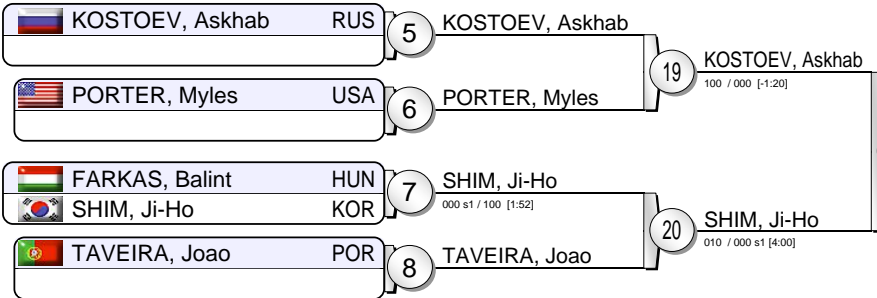 KOSTOEV, Askhab RUS
5
KOSTOEV, Askhab
19
KOSTOEV, Askhab
100 / 000 [-1:20]
PORTER, Myles USA
6
PORTER, Myles
FARKAS, Balint HUN
SHIM, Ji-Ho KOR
7
SHIM, Ji-Ho
000 s1 / 100 [1:52]
20
SHIM, Ji-Ho
010 / 000 s1 [4:00]
TAVEIRA, Joao POR
8
TAVEIRA, Joao